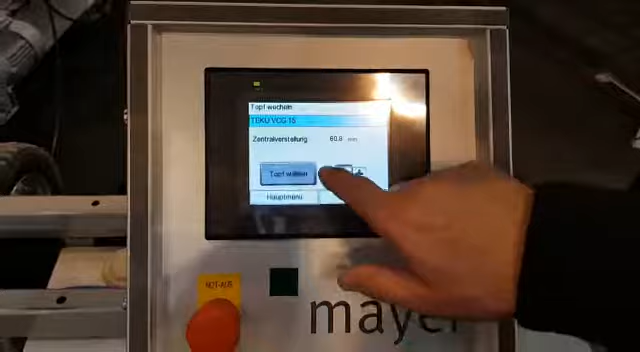 Topf wechseln
TEKU VCG 15
Zentralverstellung 60.8 mm
Topf wählen
Hauptmenü
NOT-AUS
mayer